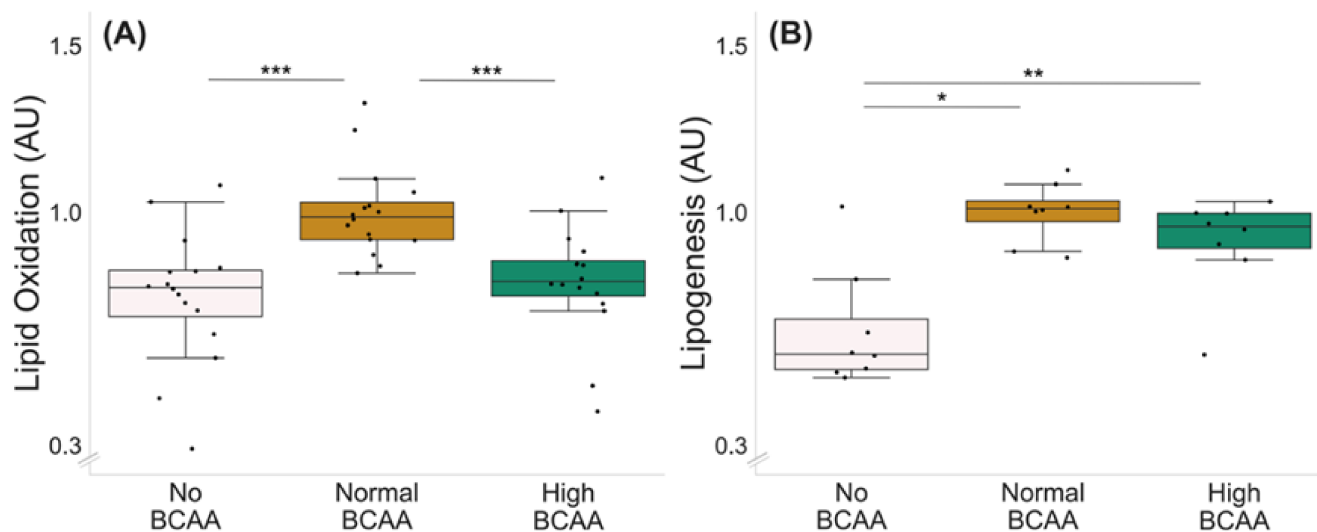 (A)
Lipid Oxidation (AU)
1.5
1.0
0.3
***
***
No
BCAA
Normal
BCAA
High
BCAA
(B)
Lipogenesis (AU)
1.5
1.0
0.3
**
*
No
BCAA
Normal
BCAA
High
BCAA